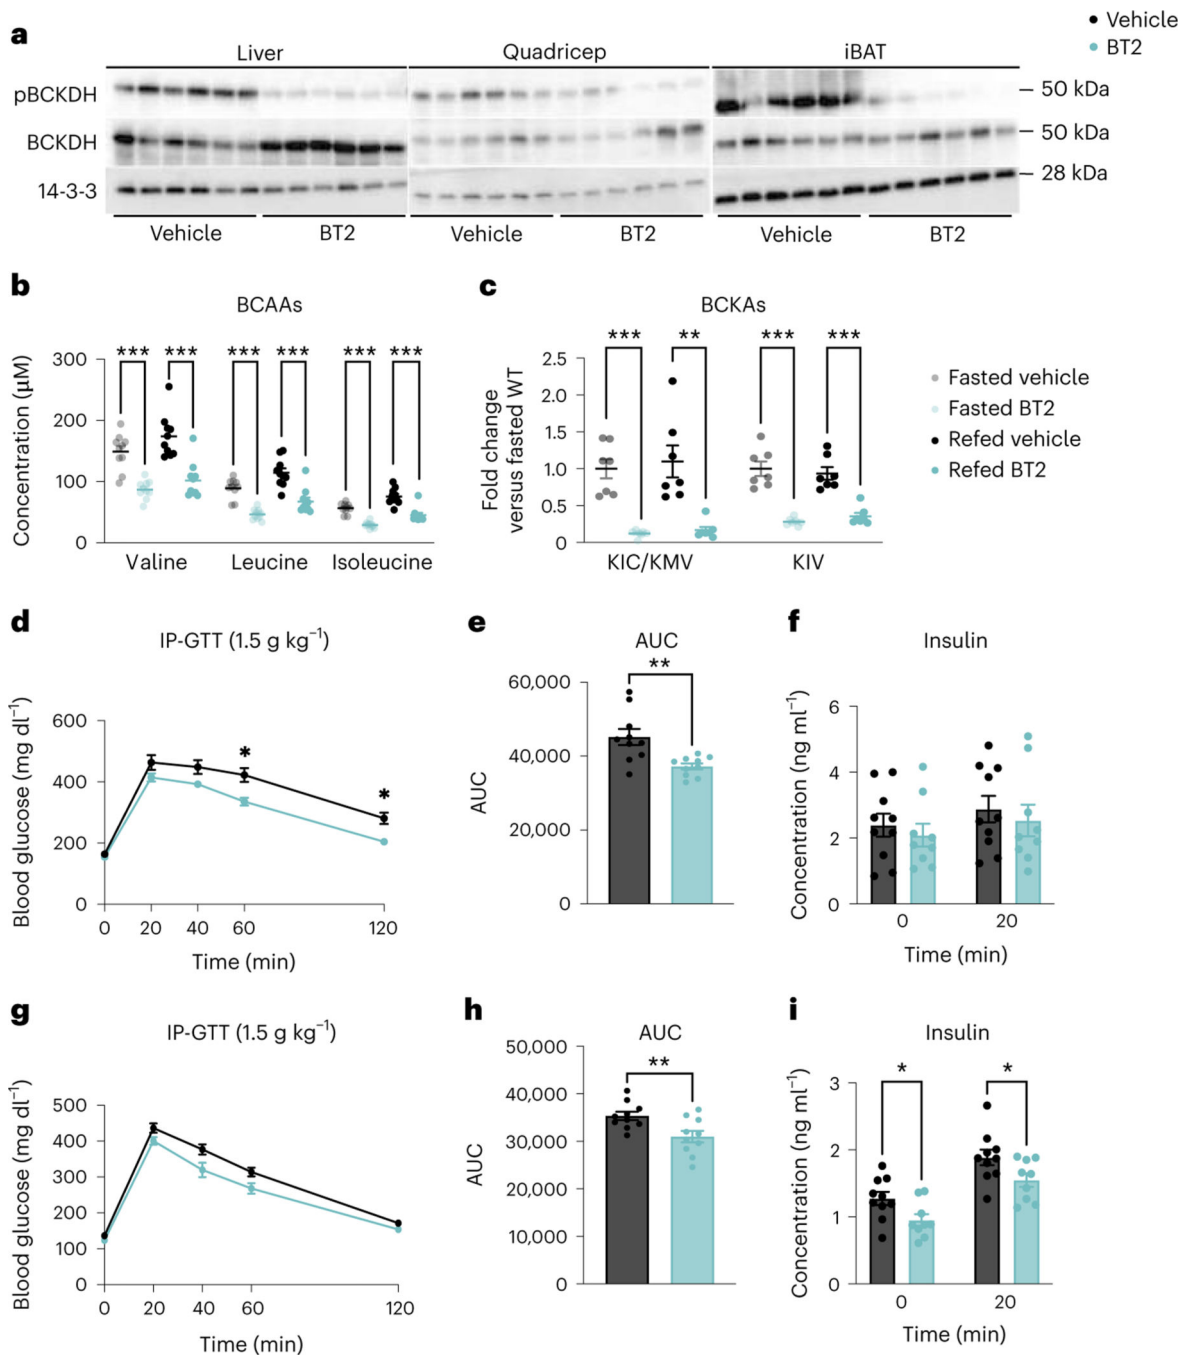 a
Vehicle
BT2
Liver
Quadricep
iBAT
pBCKDH
50 kDa
BCKDH
50 kDa
14-3-3
28 kDa
Vehicle
BT2
Vehicle
BT2
Vehicle
BT2
b
BCAAs
Concentration (μM)
300
200
100
0
***
***
***
***
***
***
Valine
Leucine
Isoleucine
c
BCKAs
Fold change
versus fasted WT
2.5
2.0
1.5
1.0
0.5
0
***
**
***
***
KIC/KMV
KIV
Fasted vehicle
Fasted BT2
Refed vehicle
Refed BT2
d
IP-GTT (1.5 g kg⁻¹)
Blood glucose (mg dl⁻¹)
600
400
200
0
*
*
0
20
40
60
120
Time (min)
e
AUC
AUC
60,000
40,000
20,000
0
**
f
Insulin
Concentration (ng ml⁻¹)
6
4
2
0
0
20
Time (min)
g
IP-GTT (1.5 g kg⁻¹)
Blood glucose (mg dl⁻¹)
500
400
300
200
100
0
0
20
40
60
120
Time (min)
h
AUC
AUC
50,000
40,000
30,000
20,000
10,000
0
**
i
Insulin
Concentration (ng ml⁻¹)
3
2
1
0
*
*
0
20
Time (min)